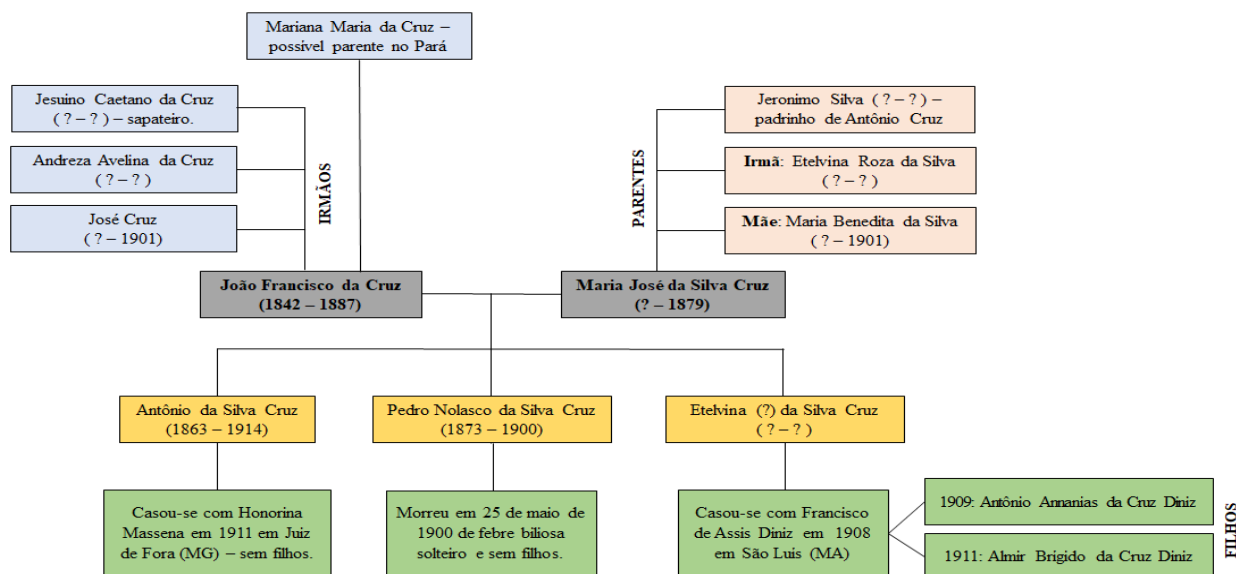 Mariana Maria da Cruz –
possivel parente no Pará
Jesuino Caetano da Cruz
( ? – ? ) – sapateiro.
Andreza Avelina da Cruz
( ? – ? )
José Cruz
( ? – 1901)
IRMÃOS
PARENTES
Jeronimo Silva ( ? – ? ) –
padrinho de Antônio Cruz
Irmã: Etelvina Roza da Silva
( ? – ? )
Mãe: Maria Benedita da Silva
( ? – 1901)
João Francisco da Cruz
(1842 – 1887)
Maria José da Silva Cruz
(? – 1879)
Antônio da Silva Cruz
(1863 – 1914)
Pedro Nolasco da Silva Cruz
(1873 – 1900)
Etelvina (?) da Silva Cruz
( ? – ? )
Casou-se com Honorina
Massena em 1911 em Juiz
de Fora (MG) – sem filhos.
Morreu em 25 de maio de
1900 de febre biliosa
solteiro e sem filhos.
Casou-se com Francisco
de Assis Diniz em 1908
em São Luis (MA)
1909: Antônio Annanias da Cruz Diniz
1911: Almir Brigido da Cruz Diniz
FILHOS